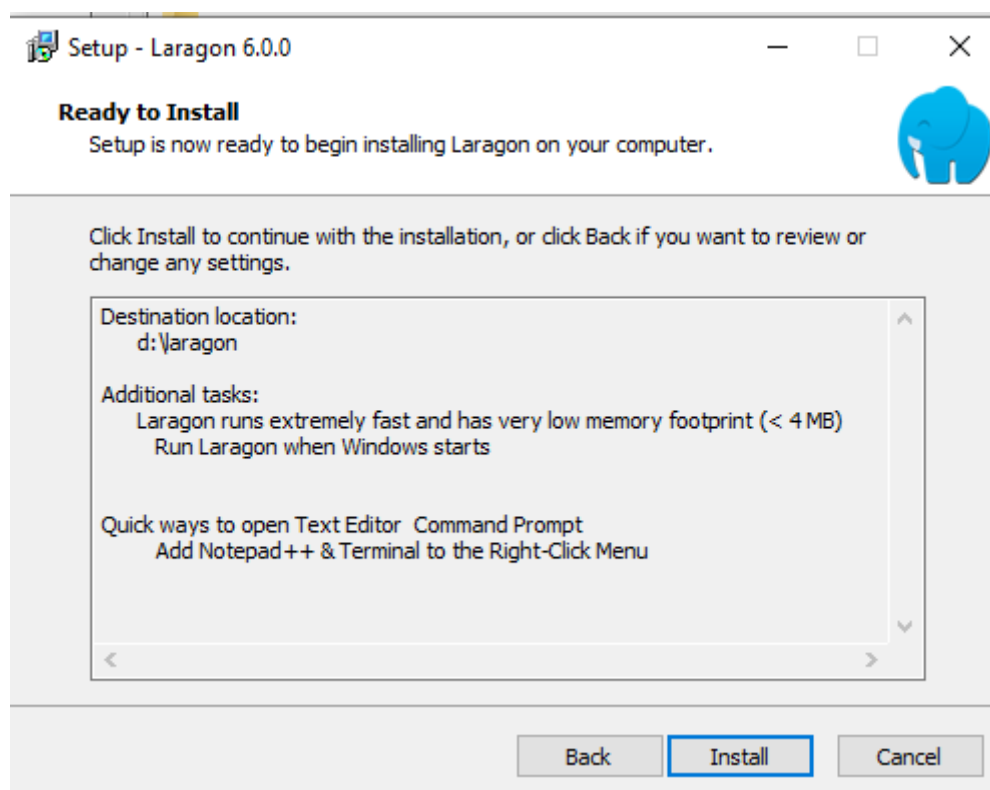 Setup - Laragon 6.0.0
Ready to Install
Setup is now ready to begin installing Laragon on your computer.
Click Install to continue with the installation, or click Back if you want to review or
change any settings.
Destination location:
d:\laragon
Additional tasks:
Laragon runs extremely fast and has very low memory footprint (< 4 MB)
Run Laragon when Windows starts
Quick ways to open Text Editor  Command Prompt
Add Notepad++ & Terminal to the Right-Click Menu
Back
Install
Cancel